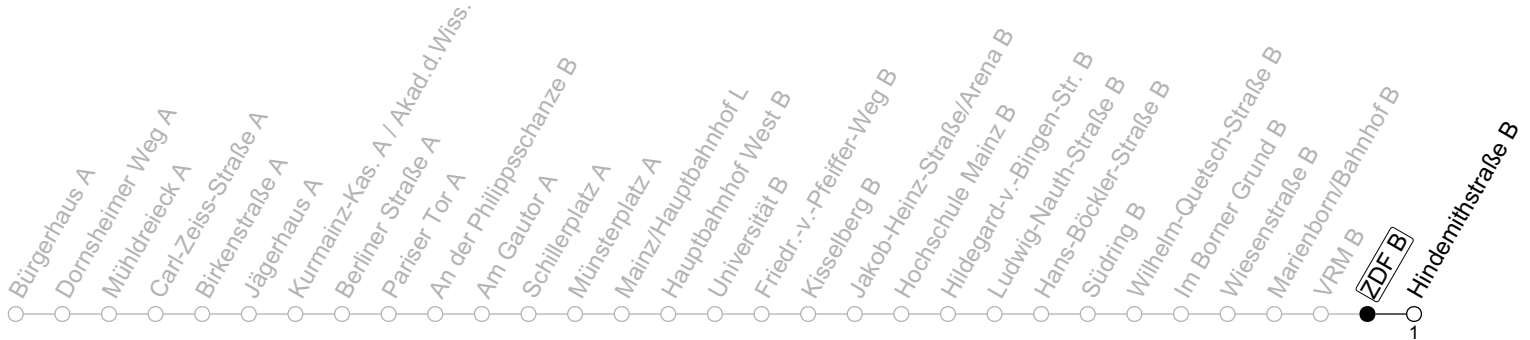 Bürgerhaus A
Dornsheimer Weg A
Mühldreieck A
Carl-Zeiss-Straße A
Birkenstraße A
Jägerhaus A
Kurmainz-Kas. A / Akad.d.Wiss.
Berliner Straße A
Pariser Tor A
An der Philippsschanze B
Am Gautor A
Schillerplatz A
Münsterplatz A
Mainz/Hauptbahnhof L
Hauptbahnhof West B
Universität B
Friedr.-v.-Pfeiffer-Weg B
Kisselberg B
Jakob-Heinz-Straße/Arena B
Hochschule Mainz B
Hildegard-v.-Bingen-Str. B
Ludwig-Nauth-Straße B
Hans-Böckler-Straße B
Südring B
Wilhelm-Quetsch-Straße B
Im Borner Grund B
Wiesenstraße B
Marienborn/Bahnhof B
VRM B
ZDF B
Hindemithstraße B
1